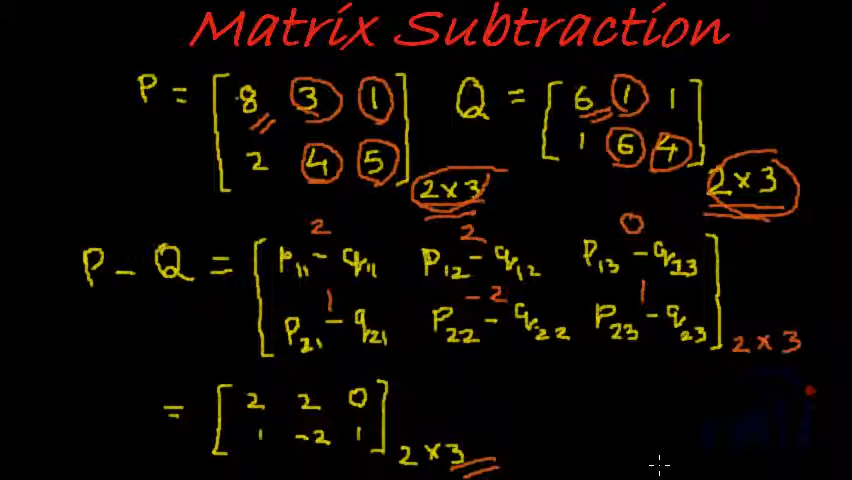 Matrix Subtraction
P = [ 8 3 1 Q = [ 6 1 1
2 4 5 ] 2×3 1 6 4 ] 2×3
2 2 0
P - Q = [ P11 - q11 P12 - q12 P13 - q13
1 -2 1
P21 - q21 P22 - q22 P23 - q23 ] 2×3
= [ 2 2 0
1 -2 1 ] 2×3